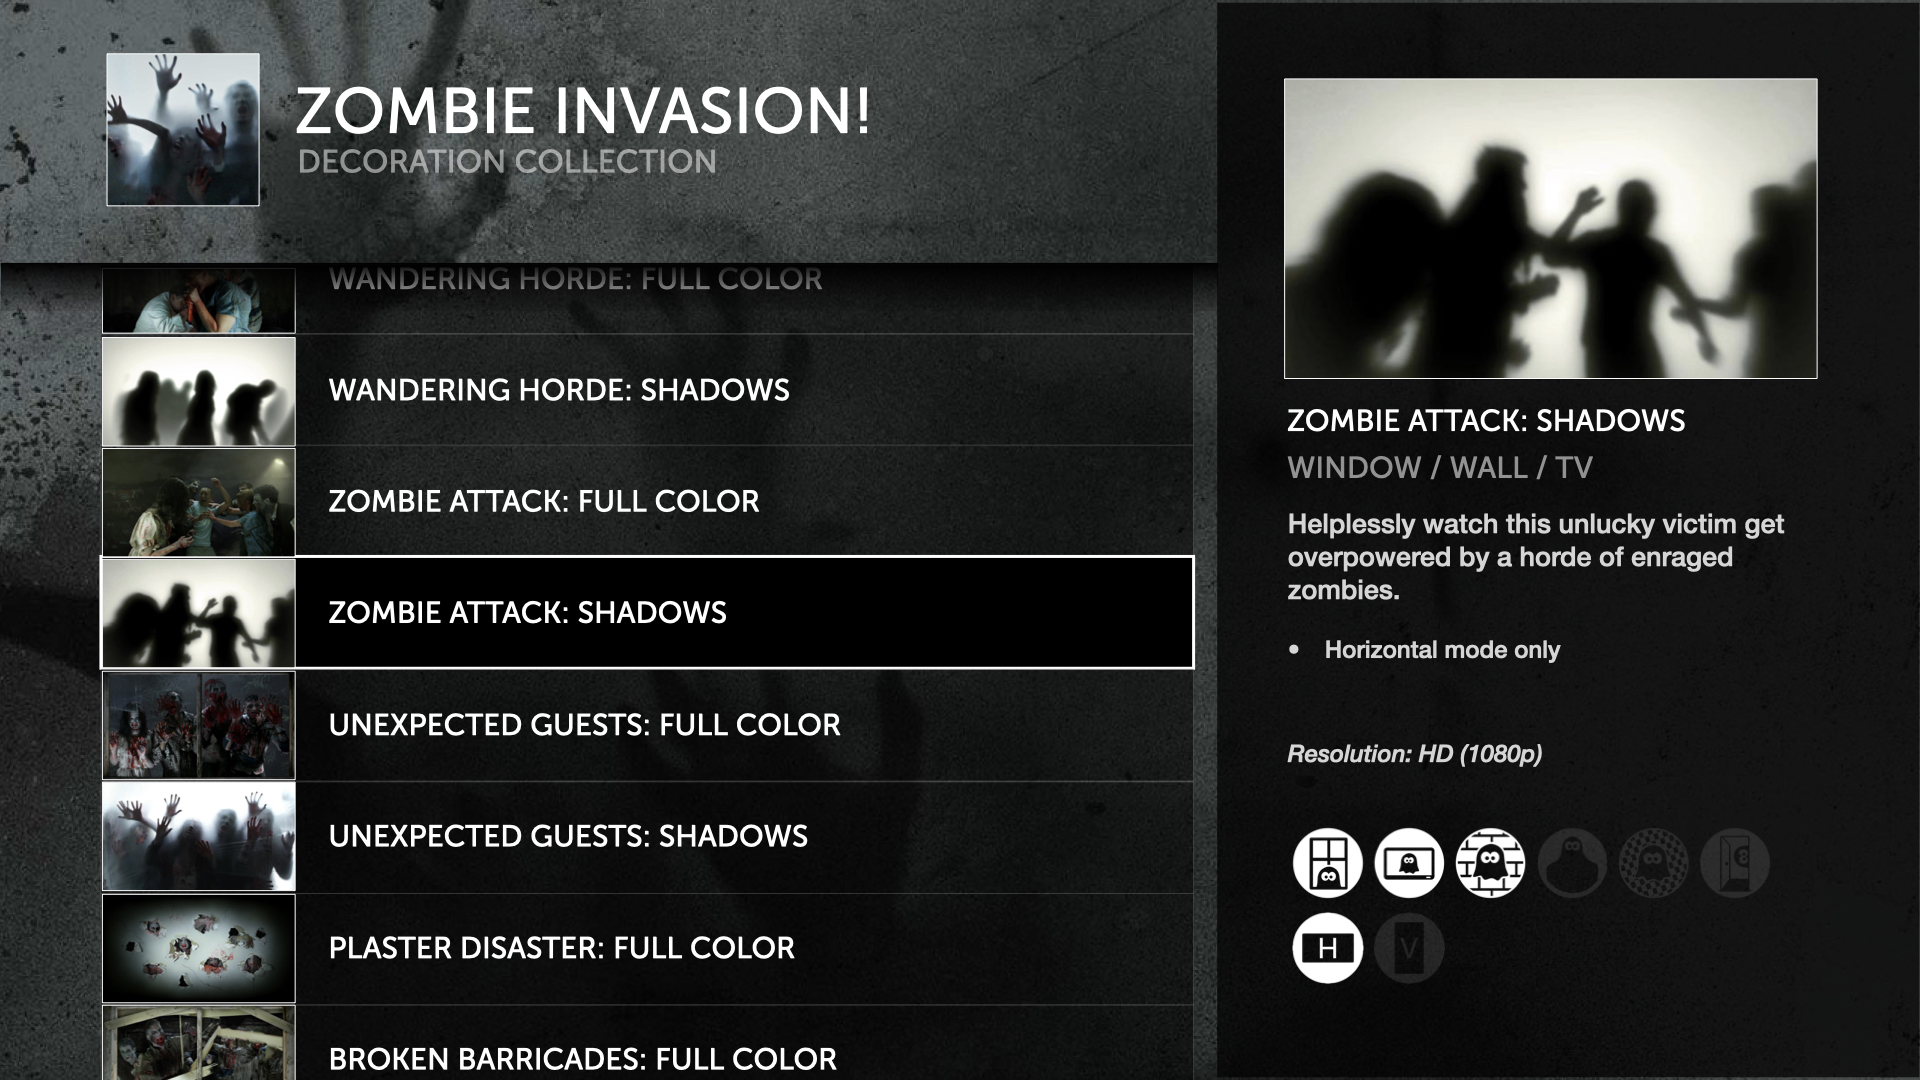 ZOMBIE INVASION!
DECORATION COLLECTION
WANDERING HORDE: FULL COLOR
WANDERING HORDE: SHADOWS
ZOMBIE ATTACK: FULL COLOR
ZOMBIE ATTACK: SHADOWS
UNEXPECTED GUESTS: FULL COLOR
UNEXPECTED GUESTS: SHADOWS
PLASTER DISASTER: FULL COLOR
BROKEN BARRICADES: FULL COLOR
ZOMBIE ATTACK: SHADOWS
WINDOW / WALL / TV
Helplessly watch this unlucky victim get
overpowered by a horde of enraged
zombies.
• Horizontal mode only
Resolution: HD (1080p)
H
V